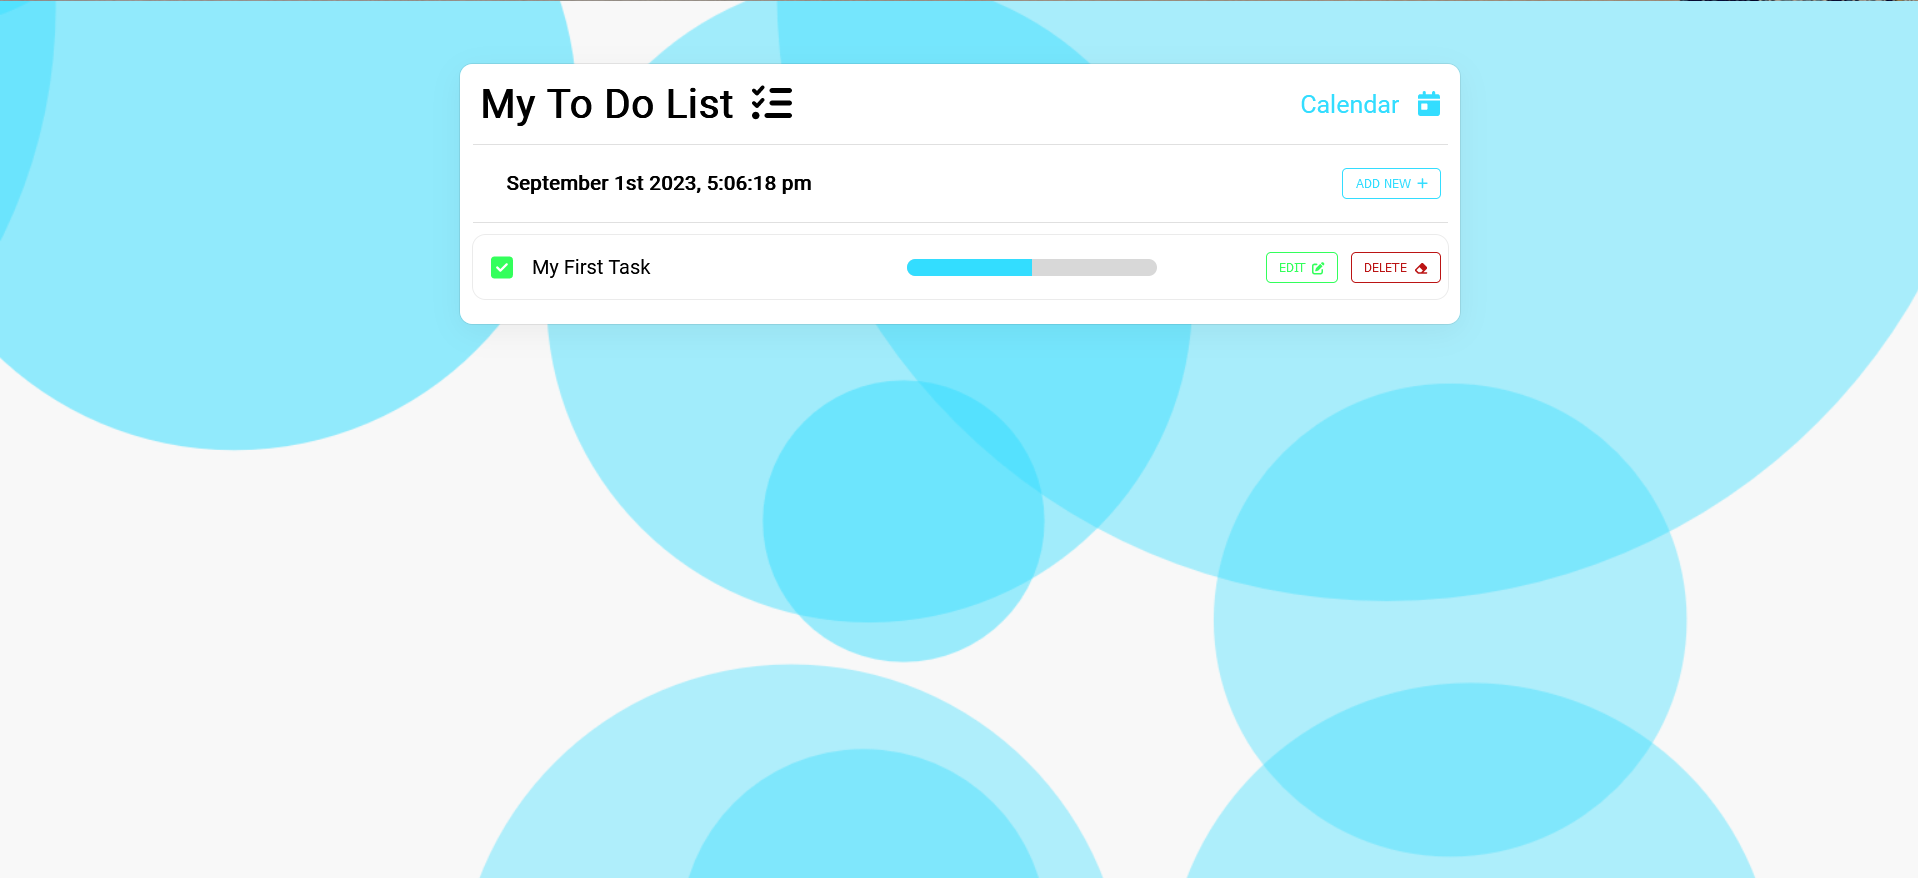 My To Do List
Calendar
September 1st 2023, 5:06:18 pm
ADD NEW +
My First Task
EDIT
DELETE